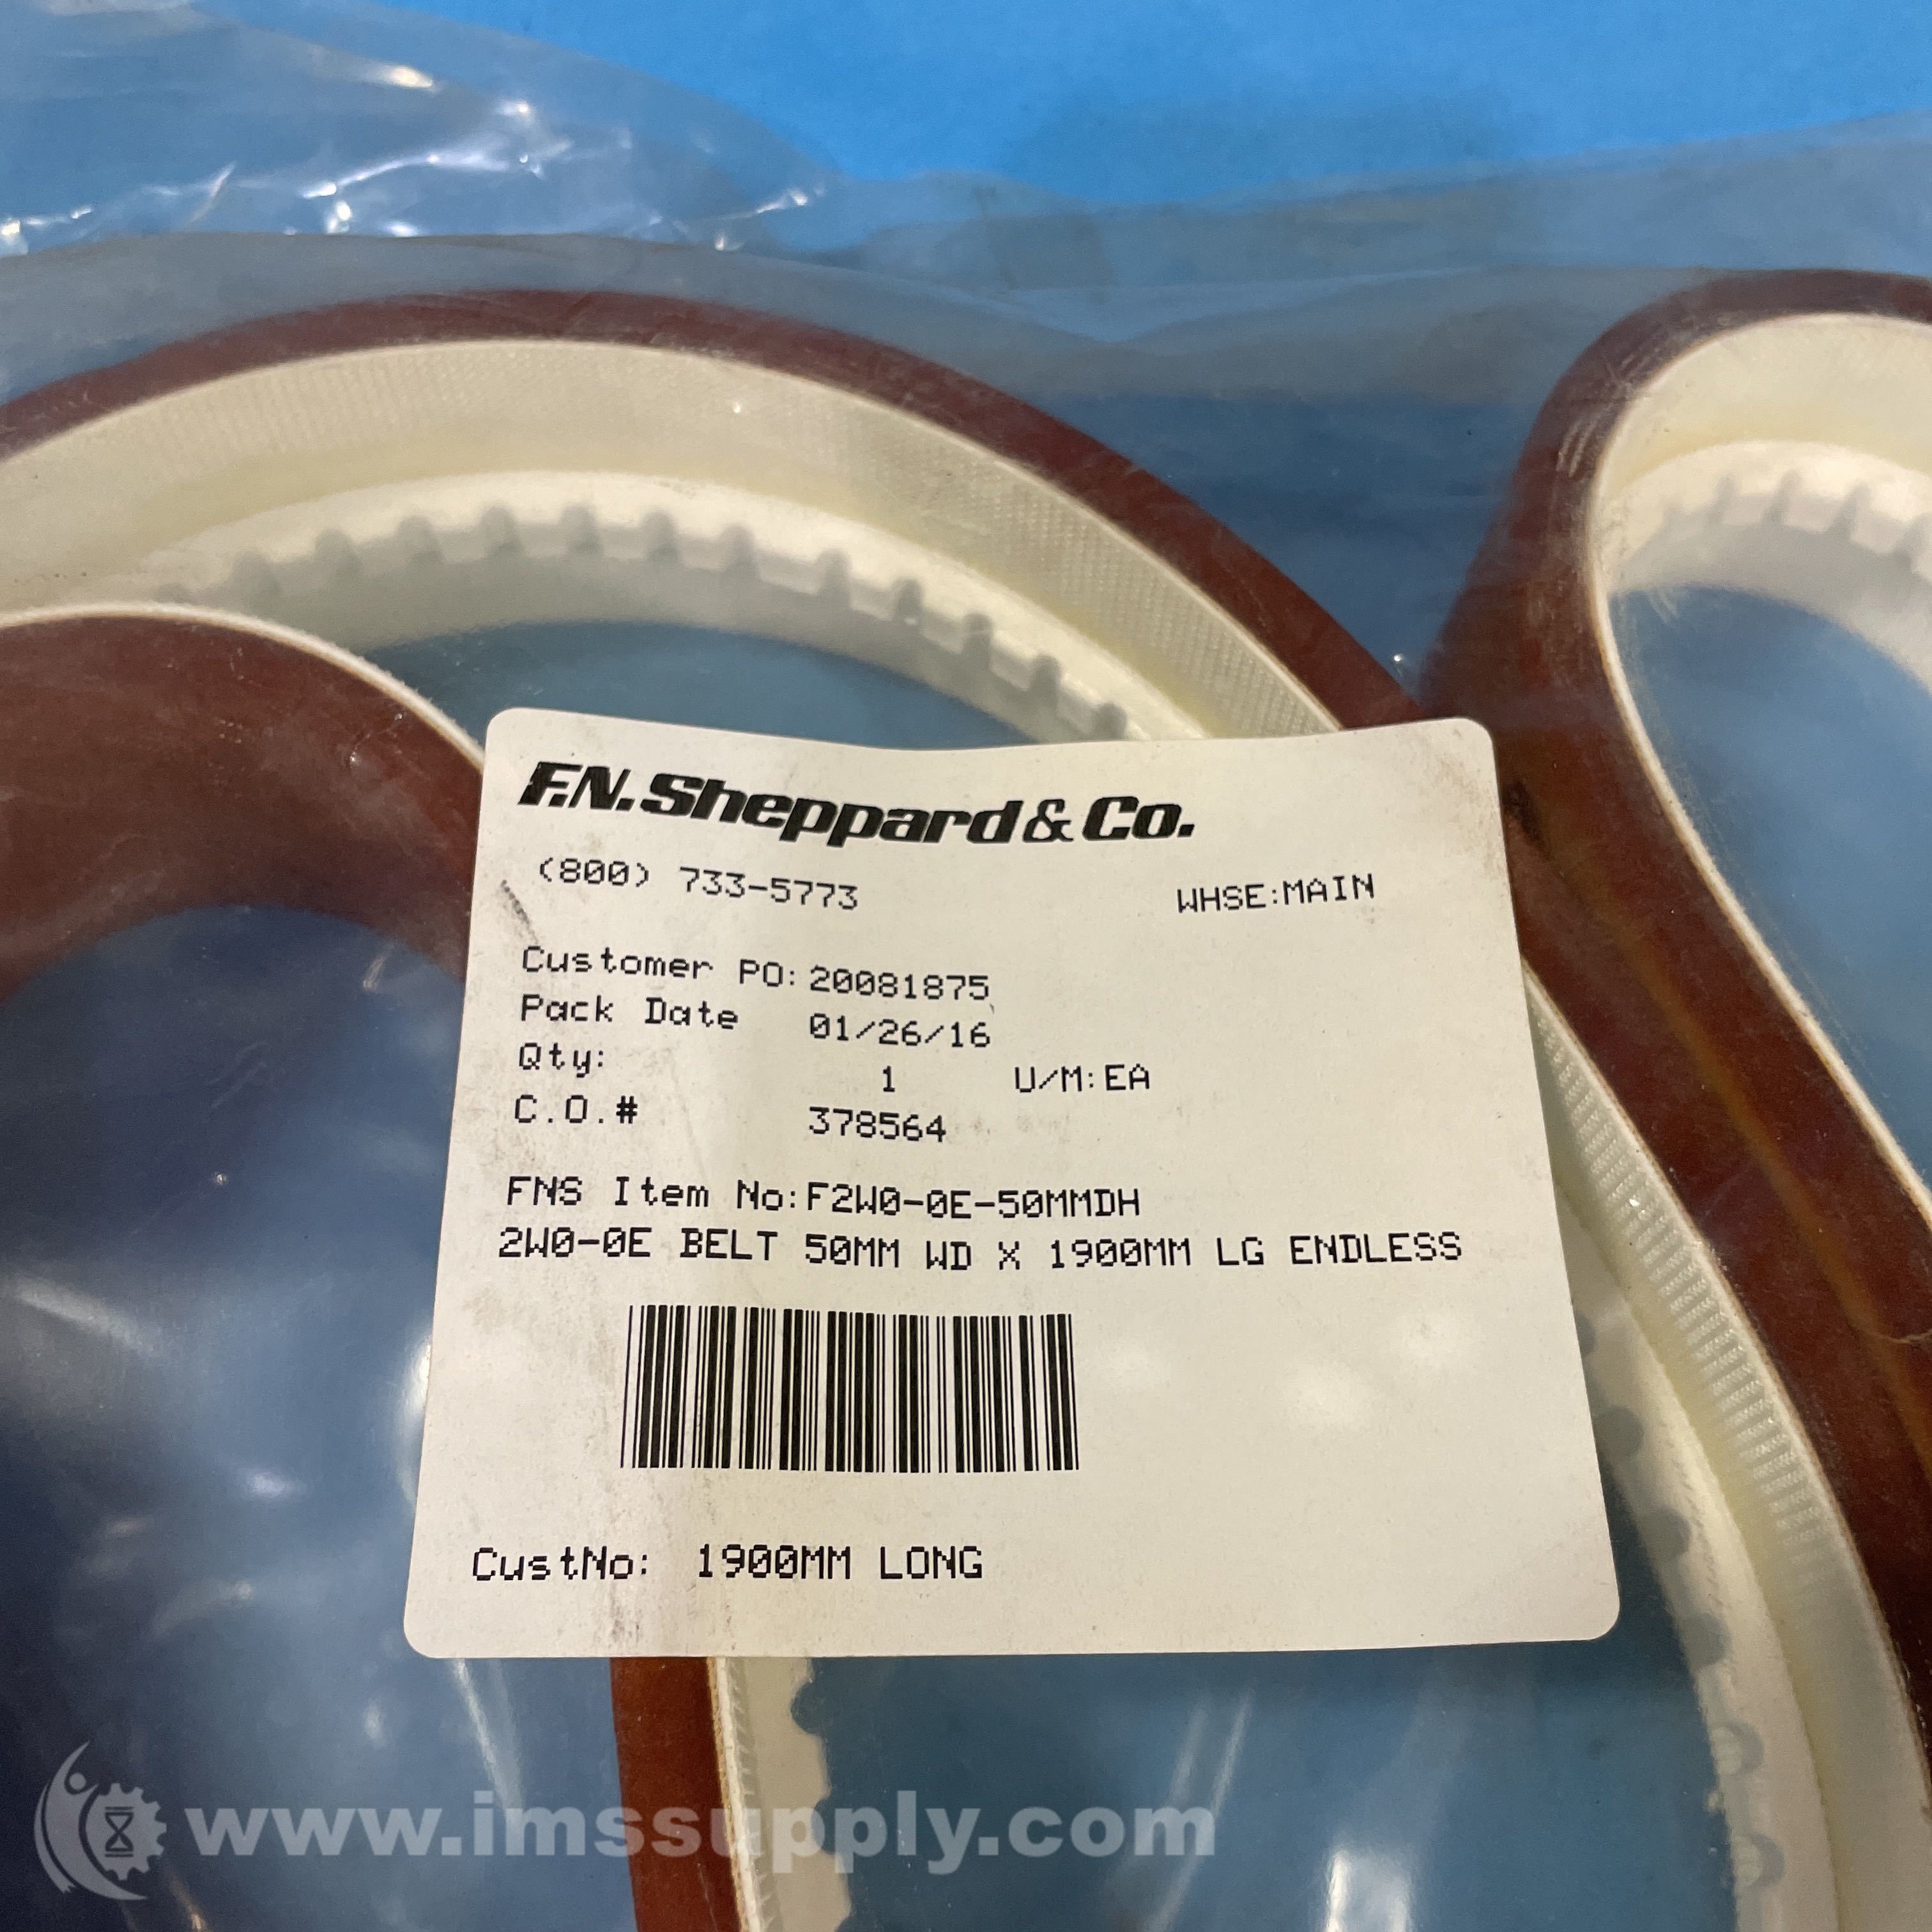 F.N. Sheppard & Co.
(800) 733-5773 WHSE:MAIN
Customer PO: 20081875
Pack Date 01/26/16
Qty: 1 U/M:EA
C.O.# 378564
FNS Item No:F2W0-0E-50MMDH
2W0-0E BELT 50MM WD X 1900MM LG ENDLESS
CustNo: 1900MM LONG
www.imssupply.com